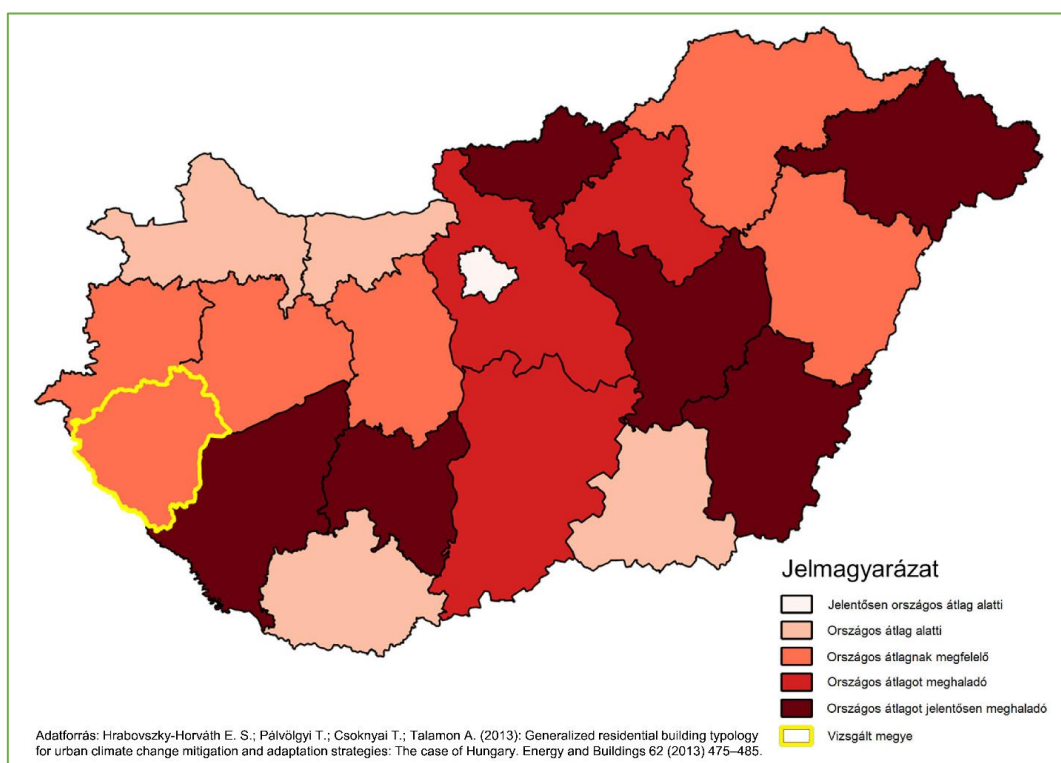 Jelmagyarázat
Jelentősen országos átlag alatti
Országos átlag alatti
Országos átlagnak megfelelő
Országos átlagot meghaladó
Országos átlagot jelentősen meghaladó
Vizsgált megye
Adatforrás: Hrabovszky-Horváth E. S.; Pálvölgyi T.; Csoknyai T.; Talamon A. (2013): Generalized residential building typology
for urban climate change mitigation and adaptation strategies: The case of Hungary. Energy and Buildings 62 (2013) 475–485.